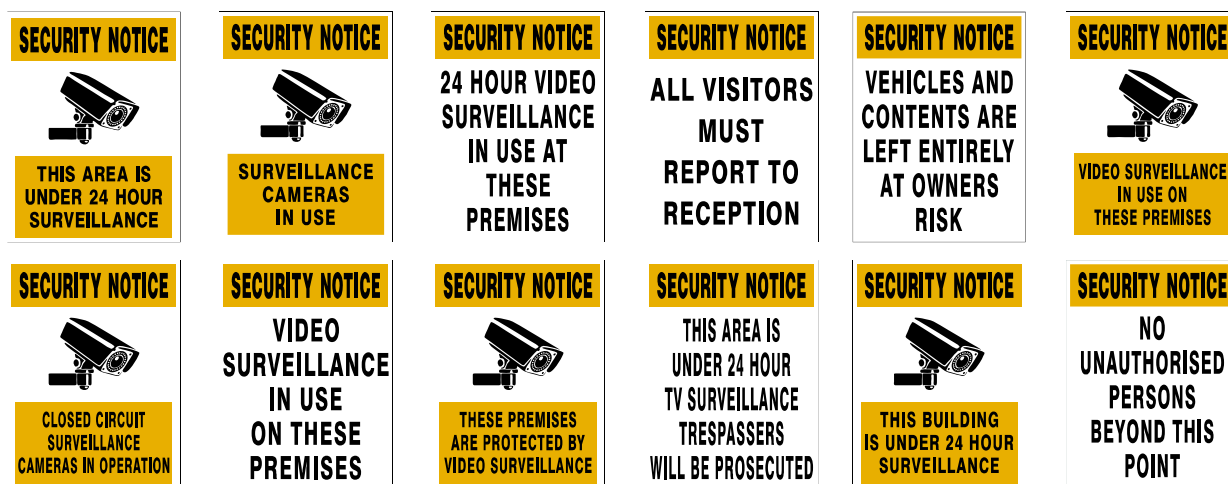 SECURITY NOTICE
THIS AREA IS
UNDER 24 HOUR
SURVEILLANCE
SECURITY NOTICE
SURVEILLANCE
CAMERAS
IN USE
SECURITY NOTICE
24 HOUR VIDEO
SURVEILLANCE
IN USE AT
THESE
PREMISES
SECURITY NOTICE
ALL VISITORS
MUST
REPORT TO
RECEPTION
SECURITY NOTICE
VEHICLES AND
CONTENTS ARE
LEFT ENTIRELY
AT OWNERS
RISK
SECURITY NOTICE
VIDEO SURVEILLANCE
IN USE ON
THESE PREMISES
SECURITY NOTICE
CLOSED CIRCUIT
SURVEILLANCE
CAMERAS IN OPERATION
SECURITY NOTICE
VIDEO
SURVEILLANCE
IN USE
ON THESE
PREMISES
SECURITY NOTICE
THESE PREMISES
ARE PROTECTED BY
VIDEO SURVEILLANCE
SECURITY NOTICE
THIS AREA IS
UNDER 24 HOUR
TV SURVEILLANCE
TRESPASSERS
WILL BE PROSECUTED
SECURITY NOTICE
THIS BUILDING
IS UNDER 24 HOUR
SURVEILLANCE
SECURITY NOTICE
NO
UNAUTHORISED
PERSONS
BEYOND THIS
POINT